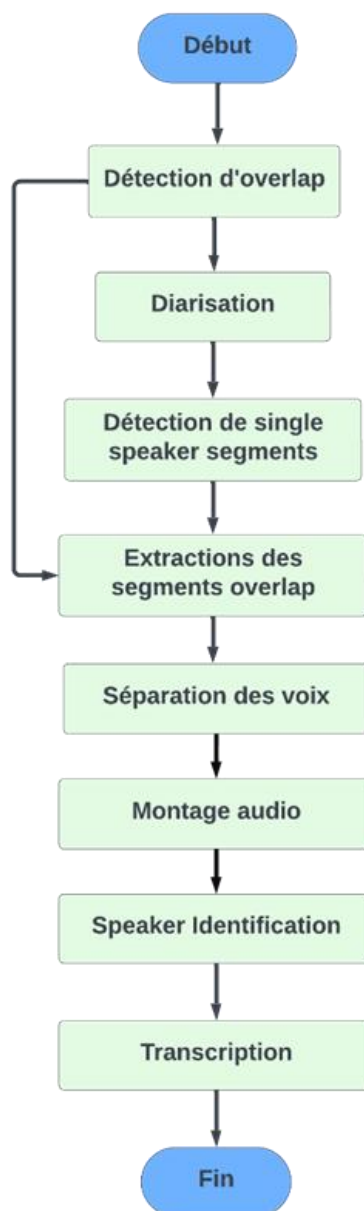 Début
Détection d'overlap
Diarisation
Détection de single
speaker segments
Extractions des
segments overlap
Séparation des voix
Montage audio
Speaker Identification
Transcription
Fin